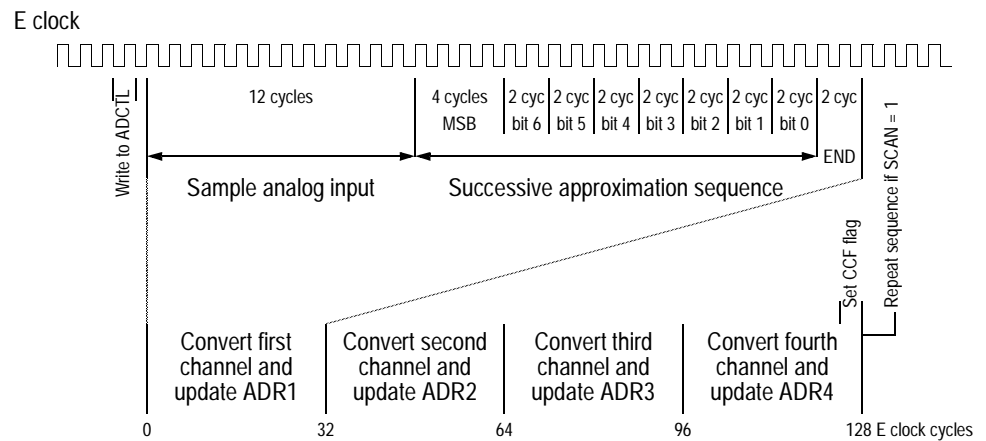 E clock
Write to ADCTL
12 cycles
4 cycles
MSB
2 cyc
bit 6
2 cyc
bit 5
2 cyc
bit 4
2 cyc
bit 3
2 cyc
bit 2
2 cyc
bit 1
2 cyc
bit 0
2 cyc
END
Sample analog input
Successive approximation sequence
Set CCF flag
Repeat sequence if SCAN = 1
Convert first
channel and
update ADR1
Convert second
channel and
update ADR2
Convert third
channel and
update ADR3
Convert fourth
channel and
update ADR4
0
32
64
96
128 E clock cycles